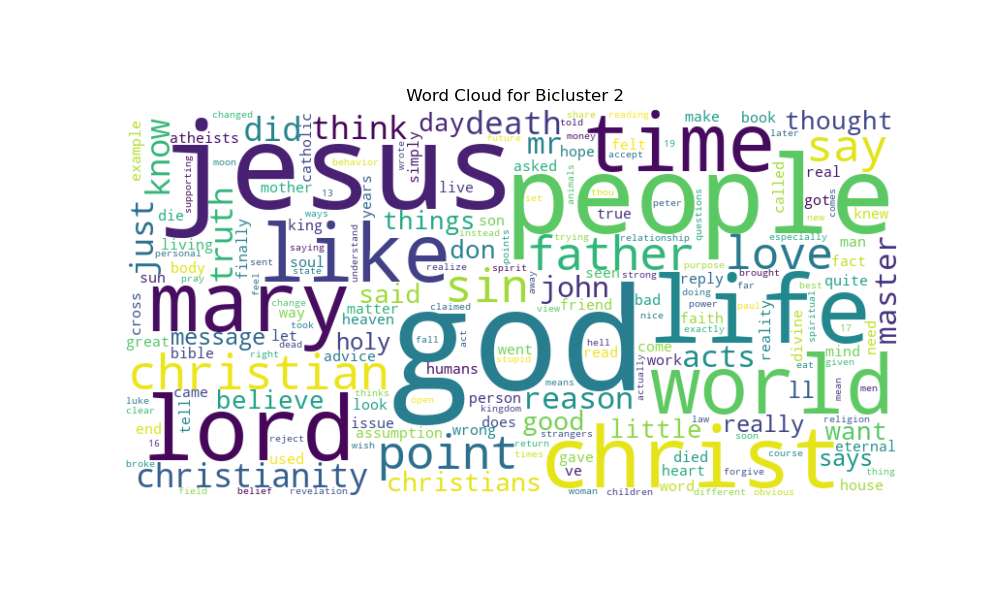 Word Cloud for Bicluster 2
changed share reading
example know atheists did think day death told money mr future felt time make book thought later say
jesus people
supporting moon behavior catholic wrote simply hope accept 19 asked called real got knew
mother 13 live animals thou set true peter questions comes new
just die truth finally ways years king things son points trying relationship especially man
living personal like don father love fact master
sun body pray feel sent soul saying state understand realize spirit away seen strong purpose brought far best quite
mary said sin john friend bad reply doing power reality divine spiritual life
cross change way matter claimed view nice faith exactly paul 17 need
great message took let heaven fall act went hell come mind
bible right dead holy advice god stupid read work acts eat given
christian humans means actually ll mean men
thinks person reason world
luke clear believe look open kingdom good little law religion
lord issue does strangers really soon want
end tell came assumption wrong return christ course eternal
16 reject wish point times gave died says
broke used ve heart forgive thing
christianity christians word house
field belief revelation woman children different obvious